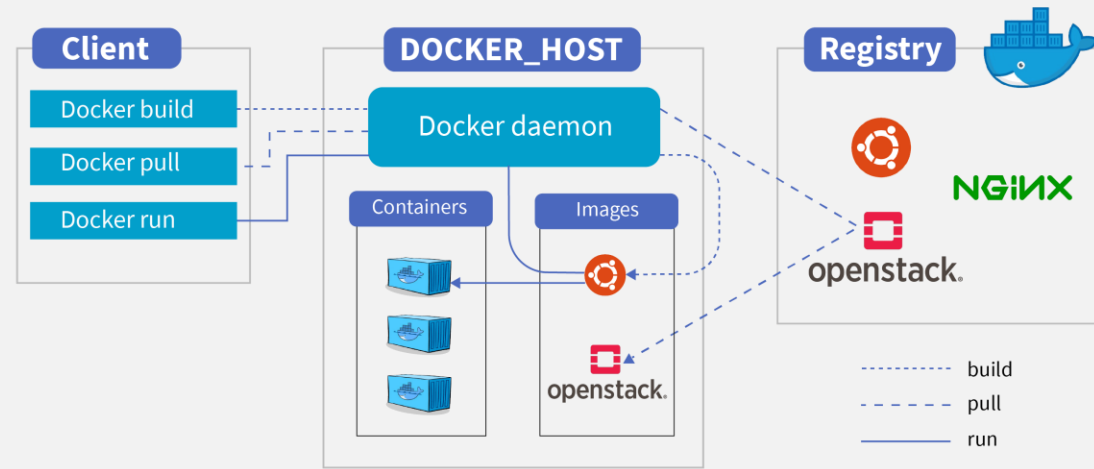 Client
DOCKER_HOST
Registry
Docker build
Docker pull
Docker run
Docker daemon
Containers
Images
openstack.
NGINX
openstack.
build
pull
run